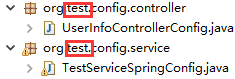 org.test.config.controller
UserInfoControllerConfig.java
org.test.config.service
TestServiceSpringConfig.java